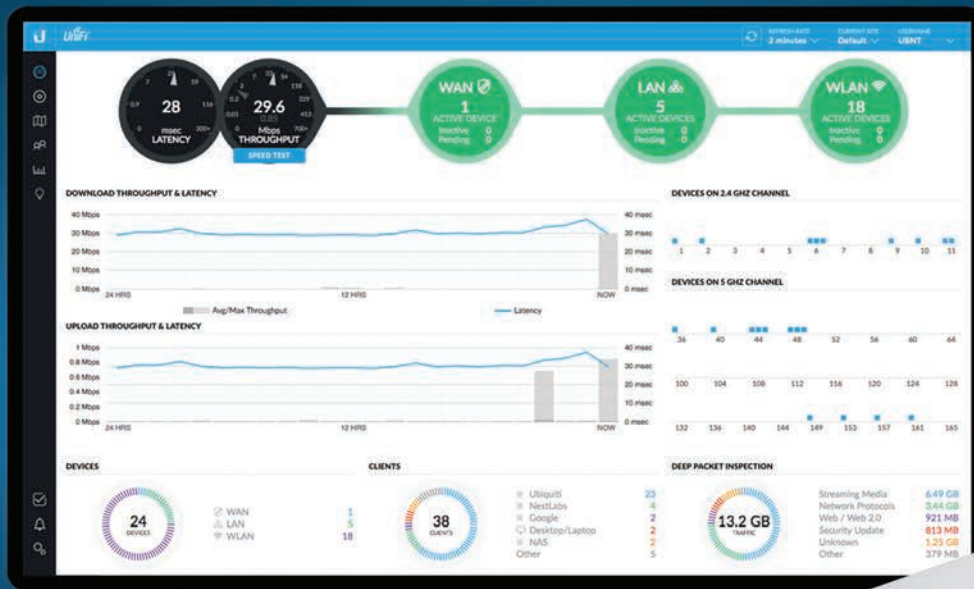 UniFi
REFRESH RATE
2 minutes
CURRENT SITE
Default
USERNAME
UBNT
28
msec
LATENCY
29.6
0.85
Mbps
THROUGHPUT
SPEED TEST
WAN
1
ACTIVE DEVICE
Inactive 0
Pending 0
LAN
5
ACTIVE DEVICES
Inactive 0
Pending 0
WLAN
18
ACTIVE DEVICES
Inactive 0
Pending 0
DOWNLOAD THROUGHPUT & LATENCY
40 Mbps 40 msec
30 Mbps 30 msec
20 Mbps 20 msec
10 Mbps 10 msec
0 Mbps 0 msec
24 HRS 12 HRS NOW
Avg/Max Throughput Latency
UPLOAD THROUGHPUT & LATENCY
1 Mbps 40 msec
0.8 Mbps 30 msec
0.6 Mbps
0.4 Mbps 20 msec
0.2 Mbps 10 msec
0 Mbps 0 msec
24 HRS 12 HRS NOW
DEVICES ON 2.4 GHZ CHANNEL
1 2 3 4 5 6 7 8 9 10 11
DEVICES ON 5 GHZ CHANNEL
36 40 44 48 52 56 60 64
100 104 108 112 116 120 124 128
132 136 140 144 149 153 157 161 165
DEVICES
24
DEVICES
WAN 1
LAN 5
WLAN 18
CLIENTS
38
CLIENTS
Ubiquiti 23
NestLabs 4
Google 2
Desktop/Laptop 2
NAS 2
Other 5
DEEP PACKET INSPECTION
13.2 GB
TRAFFIC
Streaming Media 6.49 GB
Network Protocols 3.44 GB
Web / Web 2.0 921 MB
Security Update 813 MB
Unknown 1.25 GB
Other 379 MB